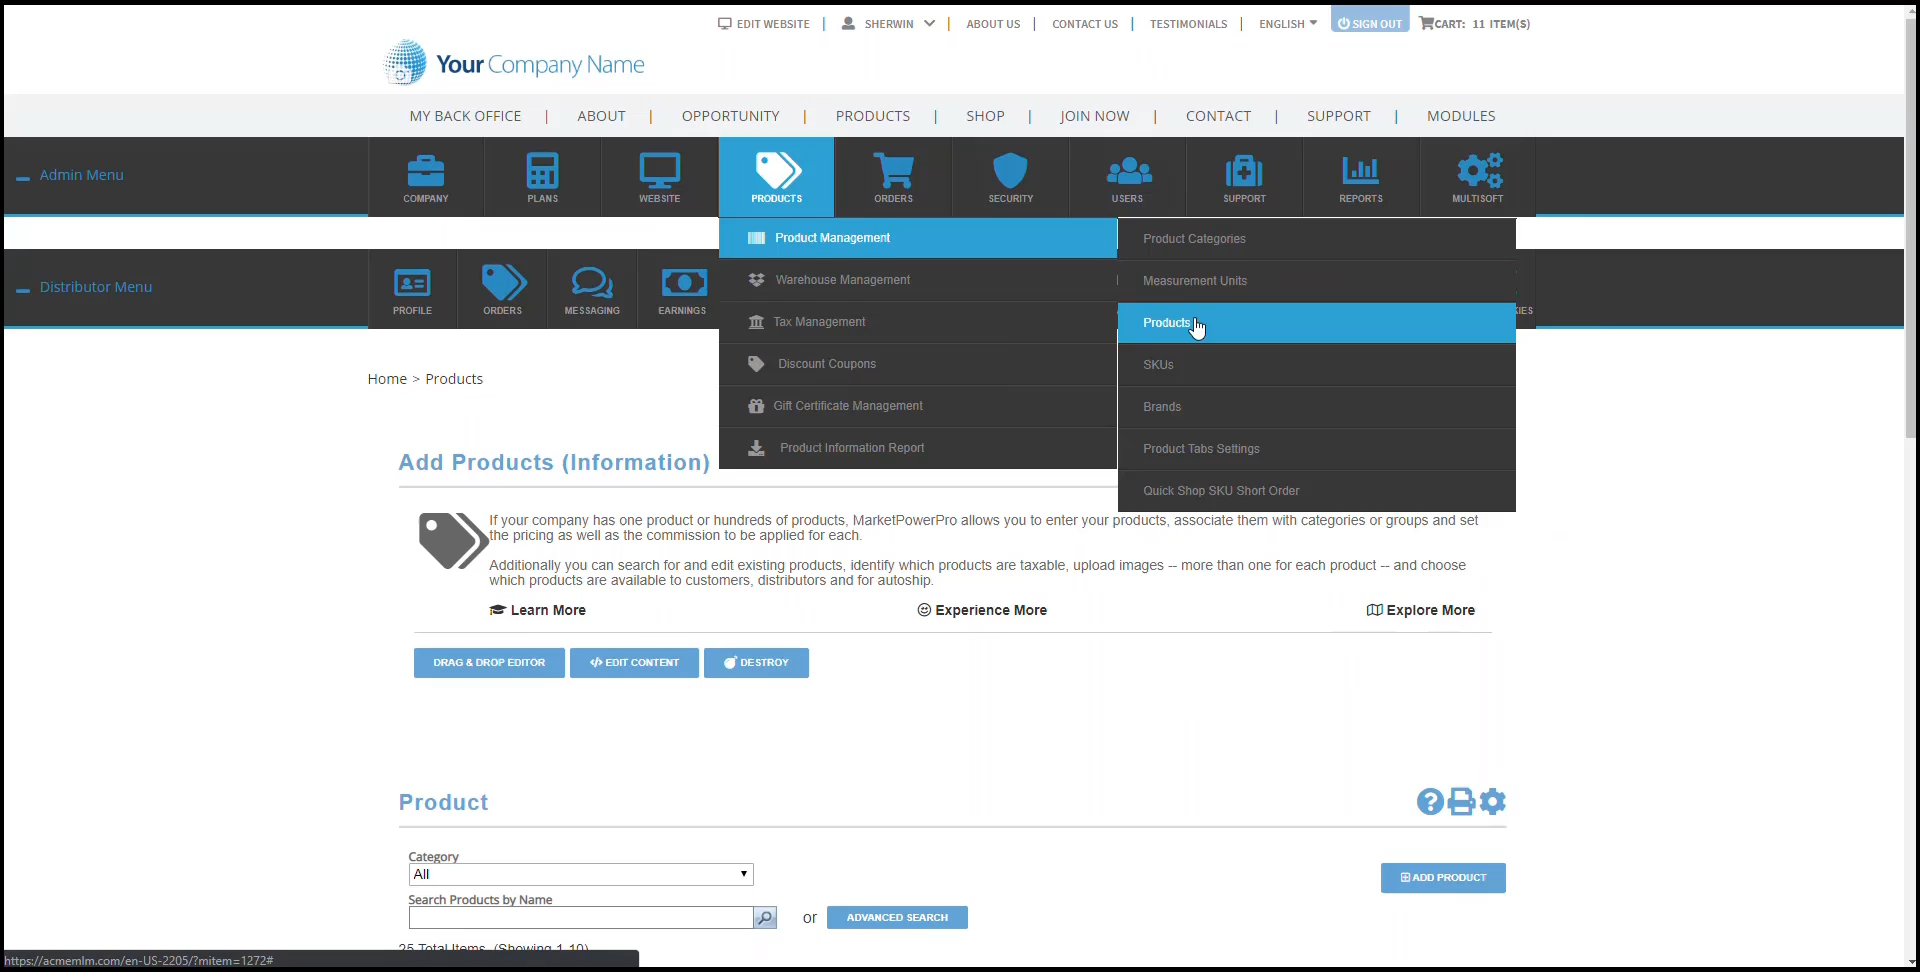 EDIT WEBSITE | SHERWIN | ABOUT US | CONTACT US | TESTIMONIALS | ENGLISH SIGN OUT CART: 11 ITEM(S)
Your Company Name
MY BACK OFFICE | ABOUT | OPPORTUNITY | PRODUCTS | SHOP | JOIN NOW | CONTACT | SUPPORT | MODULES
Admin Menu
COMPANY PLANS WEBSITE PRODUCTS ORDERS SECURITY USERS SUPPORT REPORTS MULTISOFT
Product Management
Warehouse Management
Tax Management
Discount Coupons
Gift Certificate Management
Product Information Report
Product Categories
Measurement Units
Products
SKUs
Brands
Product Tabs Settings
Quick Shop SKU Short Order
Distributor Menu
PROFILE ORDERS MESSAGING EARNINGS
Home > Products
Add Products (Information)
If your company has one product or hundreds of products, MarketPowerPro allows you to enter your products, associate them with categories or groups and set
the pricing as well as the commission to be applied for each.
Additionally you can search for and edit existing products, identify which products are taxable, upload images -- more than one for each product -- and choose
which products are available to customers, distributors and for autoship.
Learn More Experience More Explore More
DRAG & DROP EDITOR </> EDIT CONTENT DESTROY
Product
Category
All
ADD PRODUCT
Search Products by Name
or ADVANCED SEARCH
25 Total Items (Showing 1-10)
https://acmemlm.com/en-US-2205/?mitem=1272#